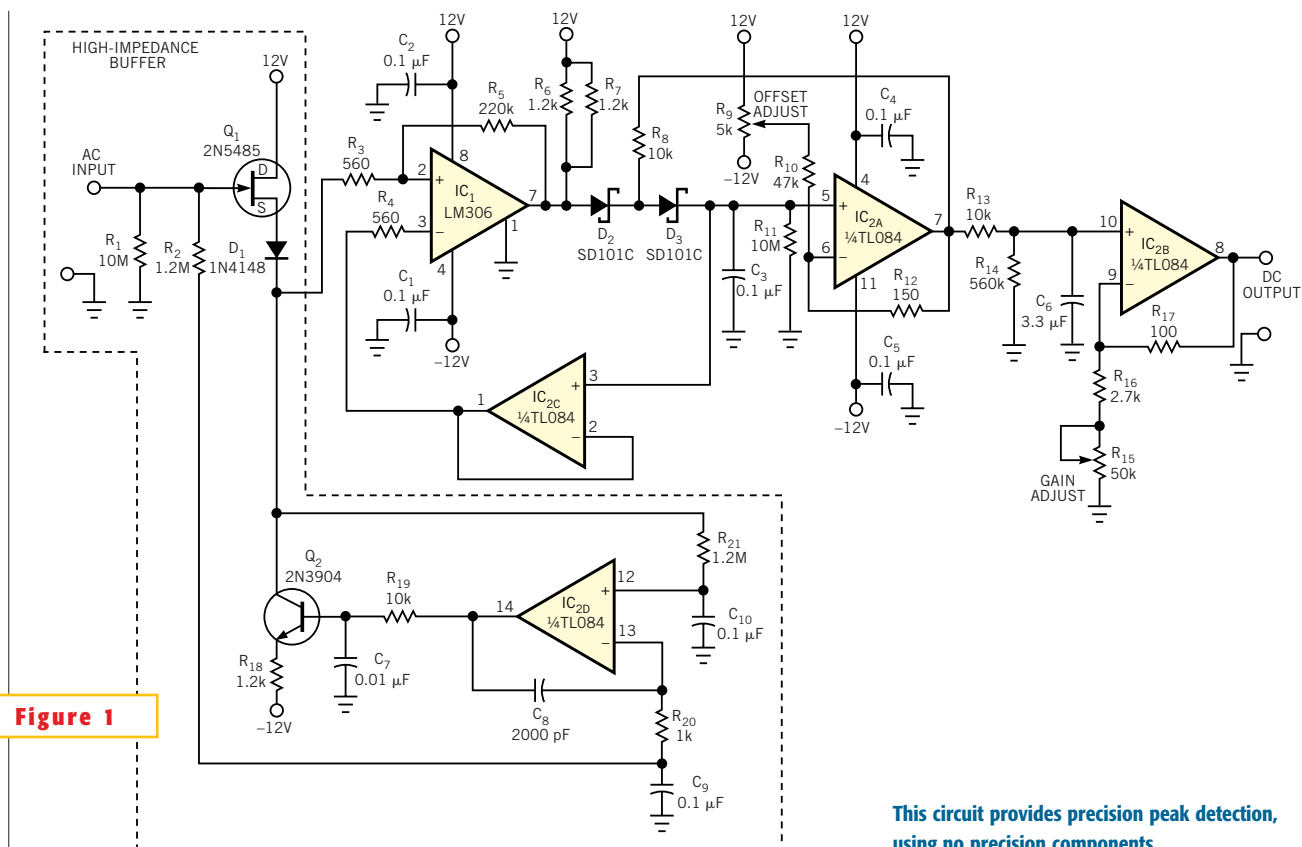 HIGH-IMPEDANCE
BUFFER
12V
Q1
2N5485
D
S
AC
INPUT
R1
10M
R2
1.2M
D1
1N4148
C2
0.1 µF
12V
R3
560
R4
560
R5
220k
2
+
8
IC1
LM306
7
1
3
–
4
C1
0.1 µF
–12V
12V
R6
1.2k
R7
1.2k
D2
SD101C
D3
SD101C
R8
10k
12V
R9
5k
OFFSET
ADJUST
–12V
R10
47k
R11
10M
C3
0.1 µF
12V
C4
0.1 µF
4
5
+
IC2A
¼TL084
7
6
–
11
R12
150
C5
0.1 µF
–12V
R13
10k
R14
560k
C6
3.3 µF
10
+
IC2B
¼TL084
8
9
–
DC
OUTPUT
R17
100
R16
2.7k
R15
50k
GAIN
ADJUST
1
IC2C
¼TL084
3
+
2
–
Q2
2N3904
R18
1.2k
–12V
R19
10k
C7
0.01 µF
14
IC2D
¼TL084
12
+
13
–
R21
1.2M
C10
0.1 µF
C8
2000 pF
R20
1k
C9
0.1 µF
Figure 1
This circuit provides precision peak detection,
using no precision components.